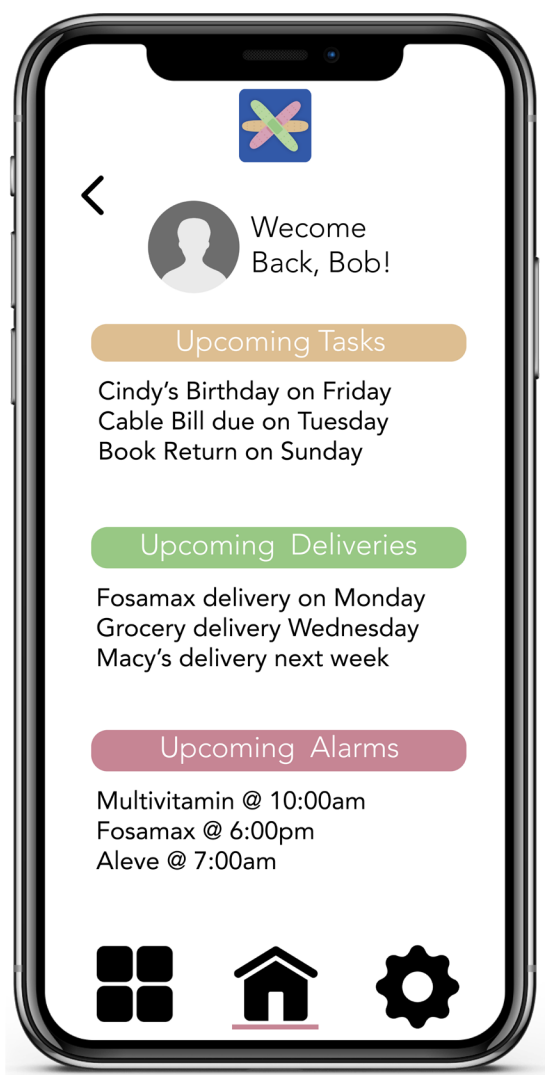 Wecome
Back, Bob!
Upcoming Tasks
Cindy’s Birthday on Friday
Cable Bill due on Tuesday
Book Return on Sunday
Upcoming Deliveries
Fosamax delivery on Monday
Grocery delivery Wednesday
Macy’s delivery next week
Upcoming Alarms
Multivitamin @ 10:00am
Fosamax @ 6:00pm
Aleve @ 7:00am